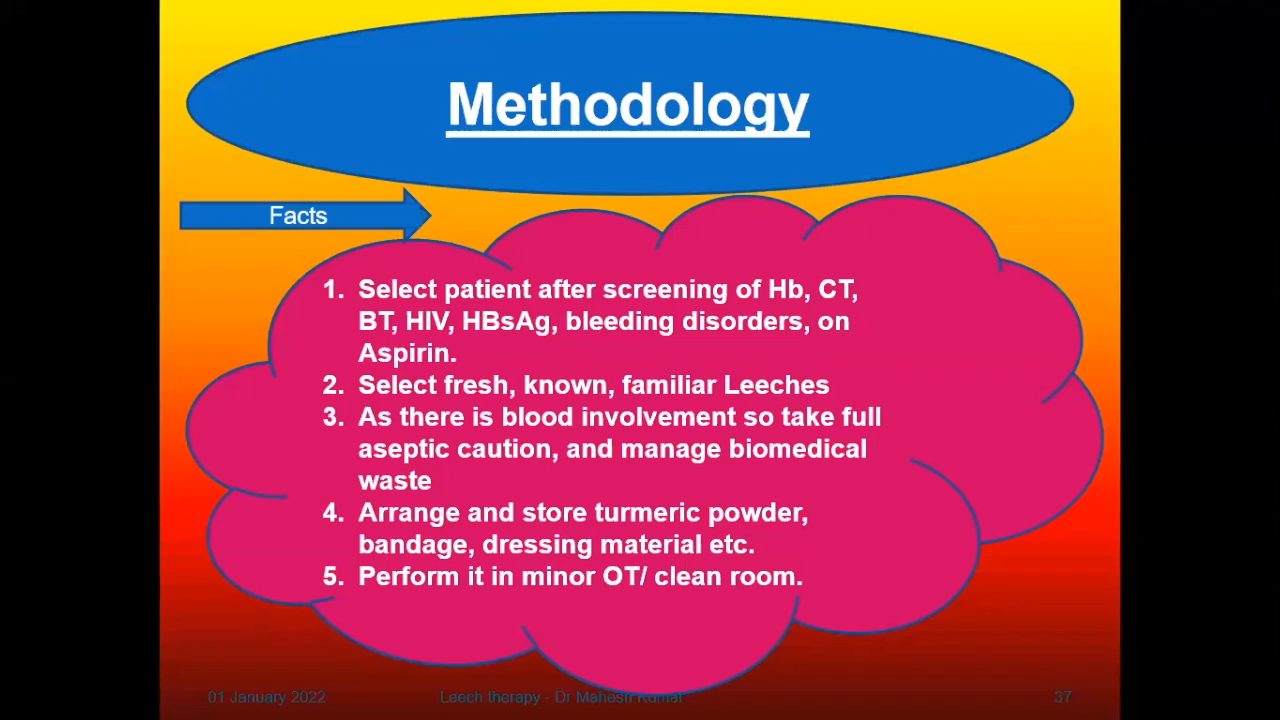 Methodology
Facts
1. Select patient after screening of Hb, CT,
BT, HIV, HBsAg, bleeding disorders, on
Aspirin.
2. Select fresh, known, familiar Leeches
3. As there is blood involvement so take full
aseptic caution, and manage biomedical
waste
4. Arrange and store turmeric powder,
bandage, dressing material etc.
5. Perform it in minor OT/ clean room.
01 January 2022
Leech therapy - Dr Mahesh Kumar
37